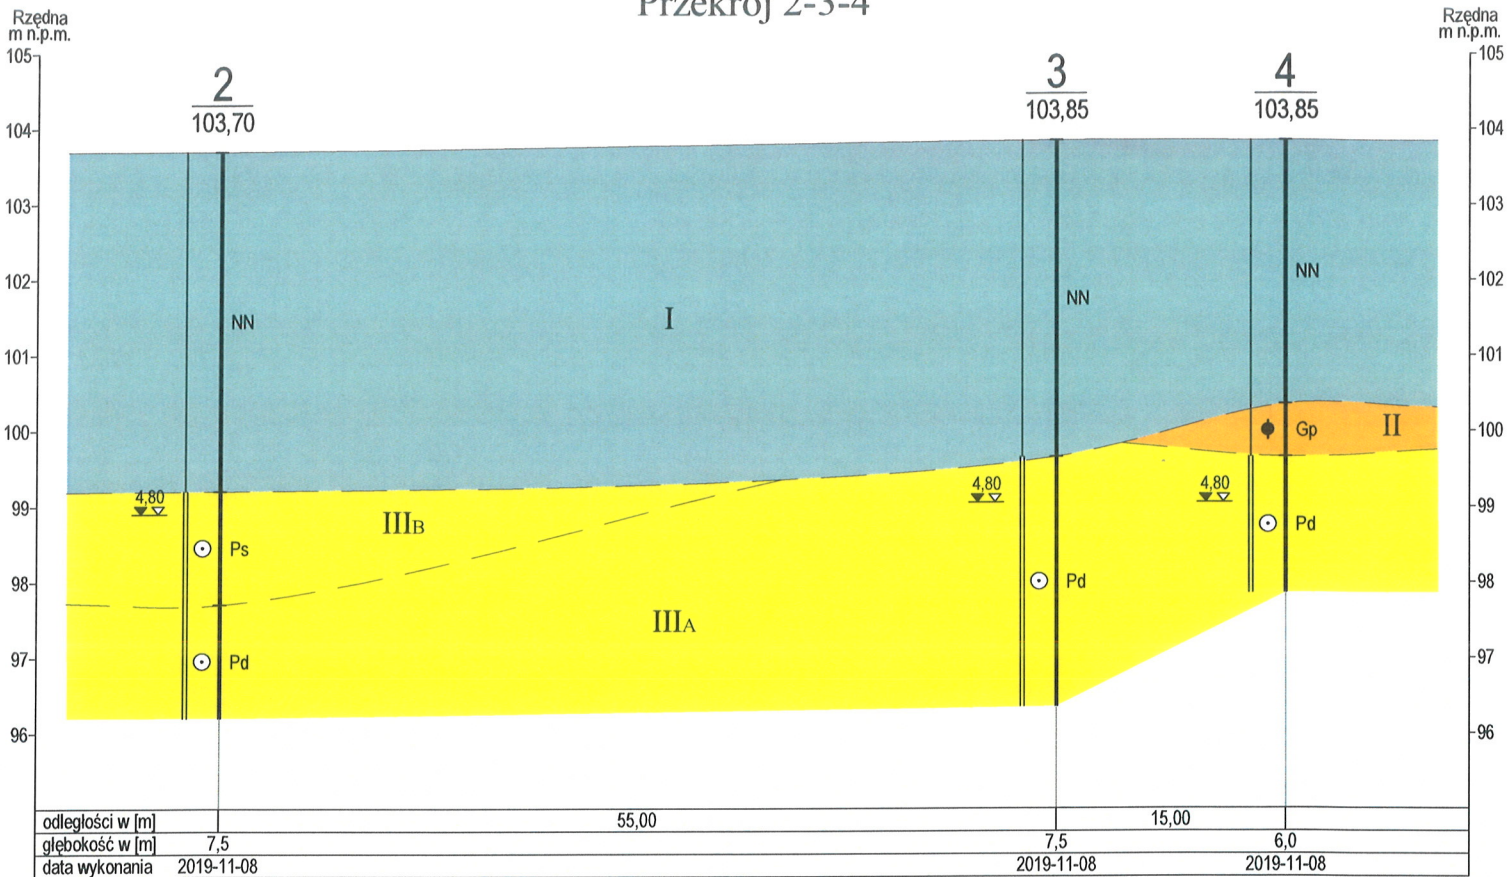 Przekrój 2-3-4
Rzędna
m n.p.m.
Rzędna
m n.p.m.
105
104
103
102
101
100
99
98
97
96
105
104
103
102
101
100
99
98
97
96
2
103,70
3
103,85
4
103,85
NN
I
NN
NN
Gp
II
4,80
IIIB
Ps
4,80
4,80
Pd
Pd
IIIA
Pd
odległości w [m] 55,00 15,00
głębokość w [m] 7,5 7,5 6,0
data wykonania 2019-11-08 2019-11-08 2019-11-08